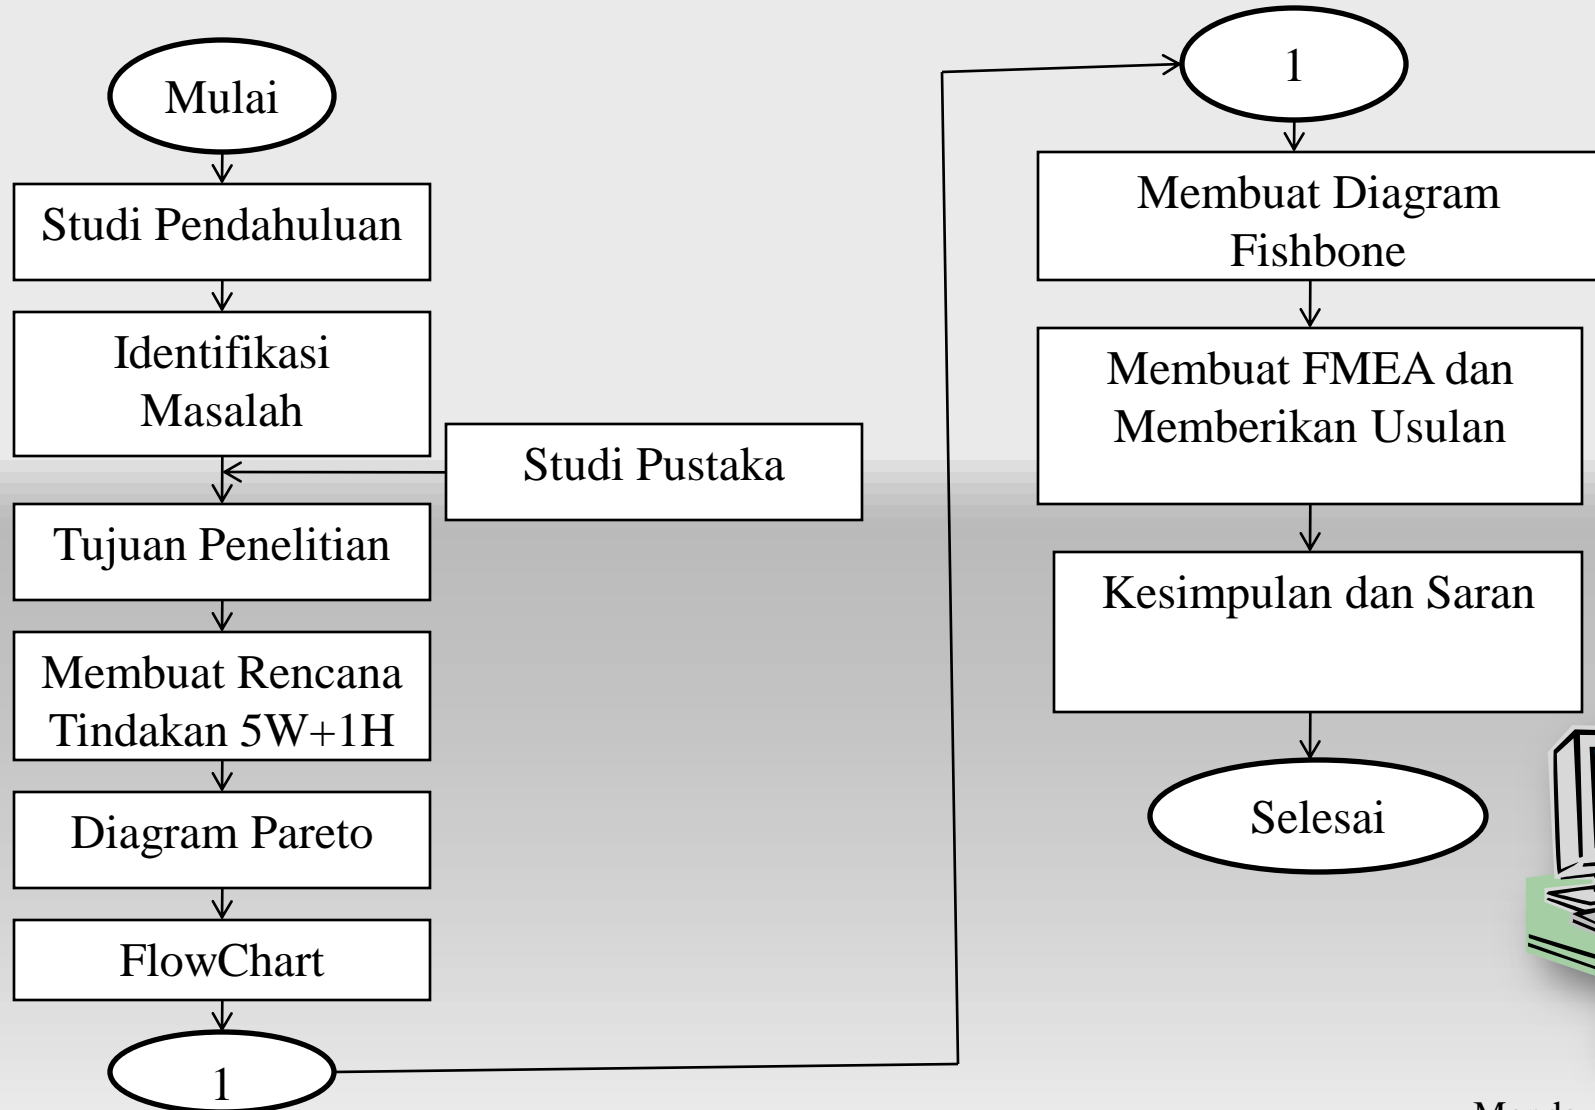 Mulai
Studi Pendahuluan
Identifikasi
Masalah
Studi Pustaka
Tujuan Penelitian
Membuat Rencana
Tindakan 5W+1H
Diagram Pareto
FlowChart
1
1
Membuat Diagram
Fishbone
Membuat FMEA dan
Memberikan Usulan
Kesimpulan dan Saran
Selesai